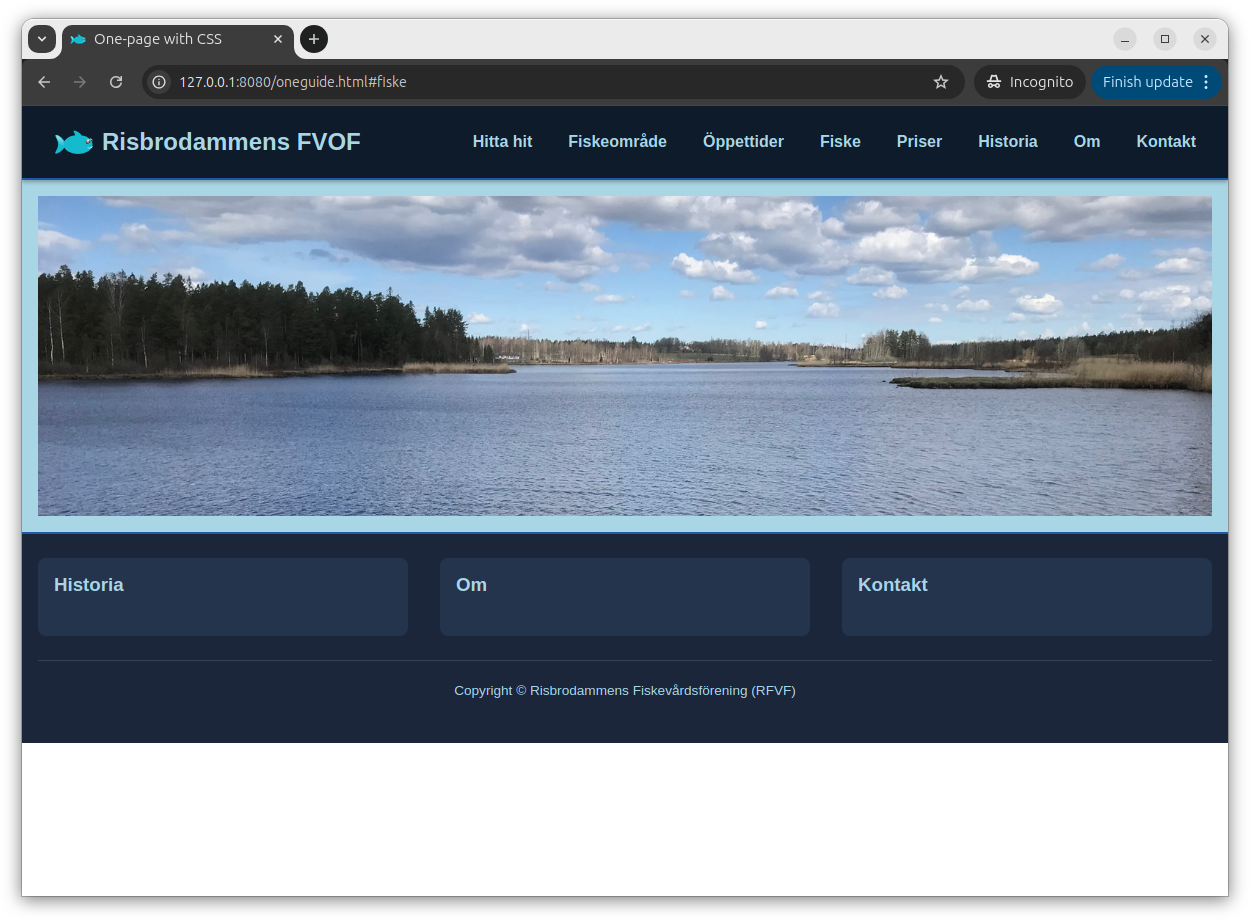 One-page with CSS
127.0.0.1:8080/oneguide.html#fiske
Incognito
Finish update
Risbrodammens FVOF
Hitta hit Fiskeområde Öppettider Fiske Priser Historia Om Kontakt
Historia
Om
Kontakt
Copyright © Risbrodammens Fiskevårdsförening (RFVF)